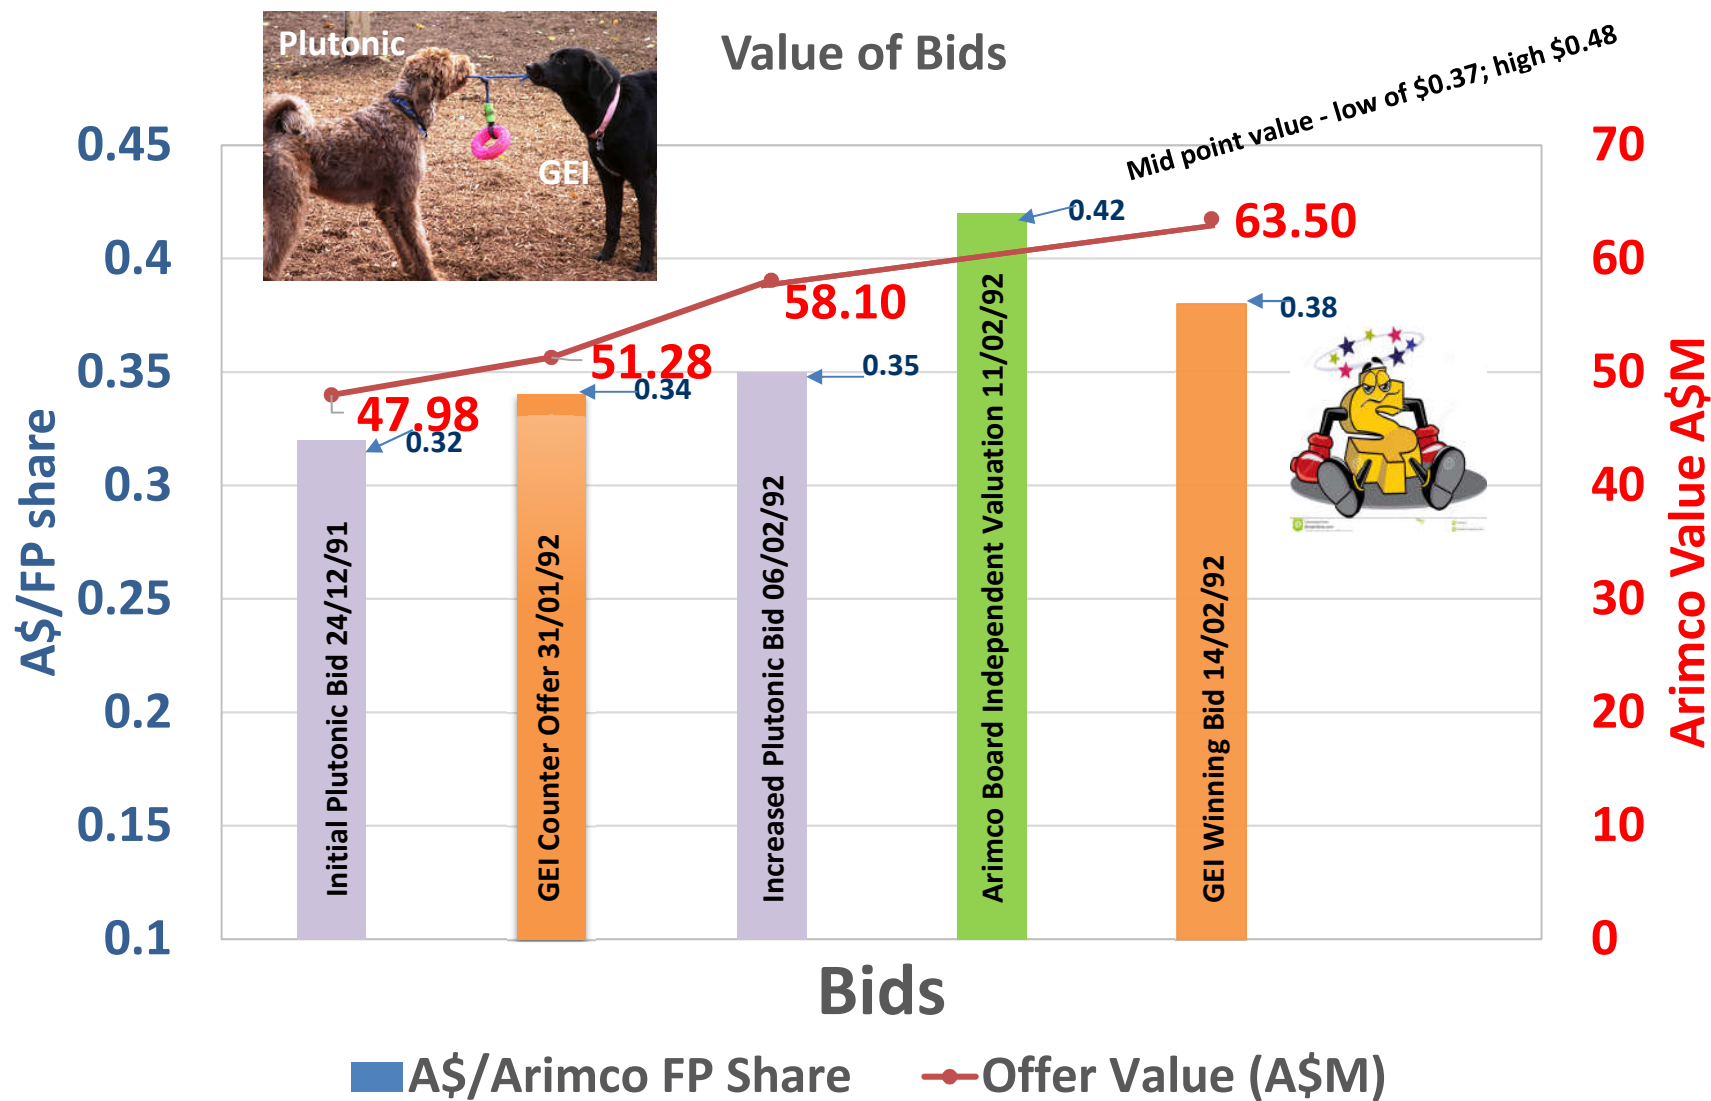 Value of Bids
Plutonic
GEI
Mid point value - low of $0.37; high $0.48
0.45
0.4
0.35
0.3
0.25
0.2
0.15
0.1
A$/FP share
70
60
50
40
30
20
10
0
Arimco Value A$M
47.98
0.32
51.28
0.34
58.10
0.35
0.42
63.50
0.38
Initial Plutonic Bid 24/12/91
GEI Counter Offer 31/01/92
Increased Plutonic Bid 06/02/92
Arimco Board Independent Valuation 11/02/92
GEI Winning Bid 14/02/92
Bids
A$/Arimco FP Share
Offer Value (A$M)